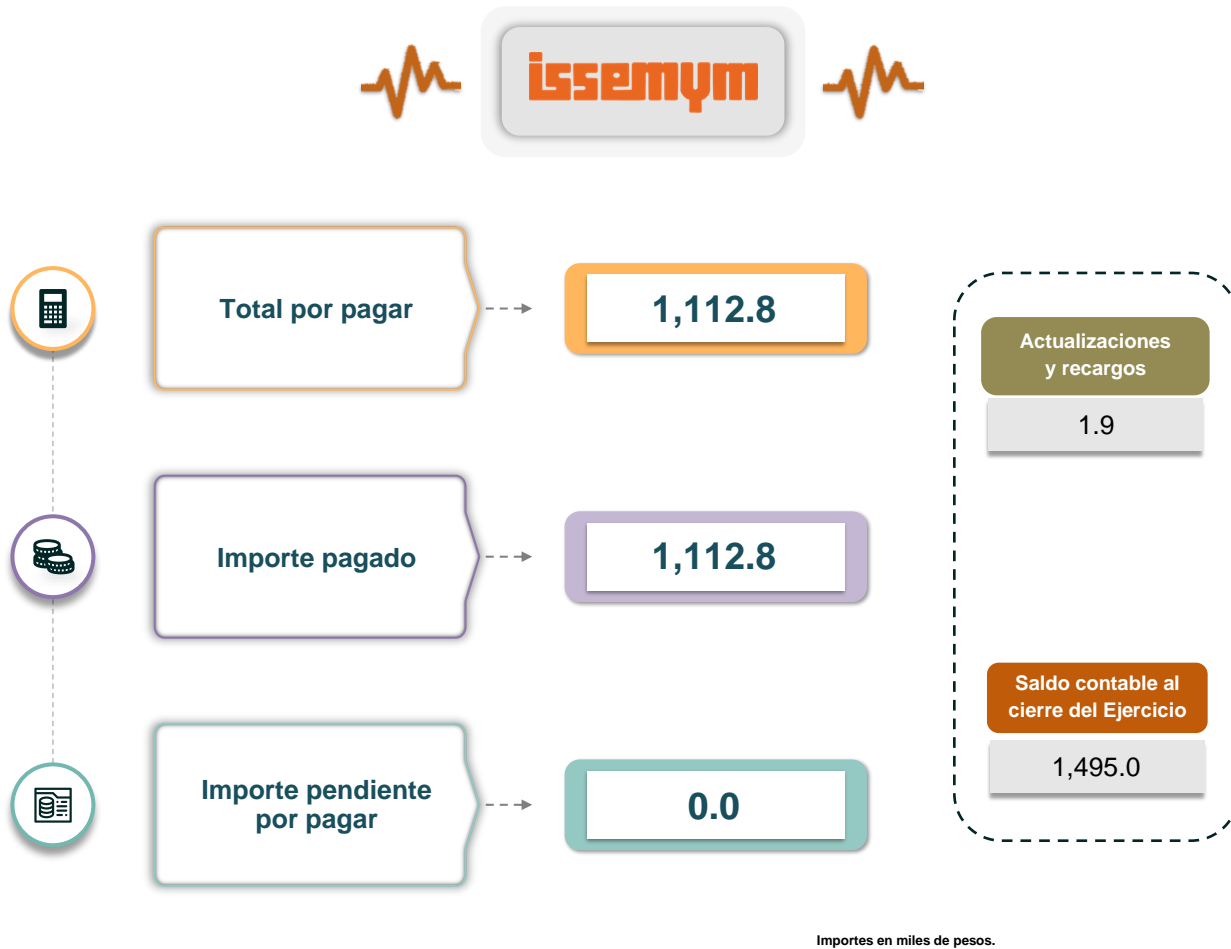 issemym
Total por pagar
1,112.8
Actualizaciones
y recargos
1.9
Importe pagado
1,112.8
Saldo contable al
cierre del Ejercicio
1,495.0
Importe pendiente
por pagar
0.0
Importes en miles de pesos.